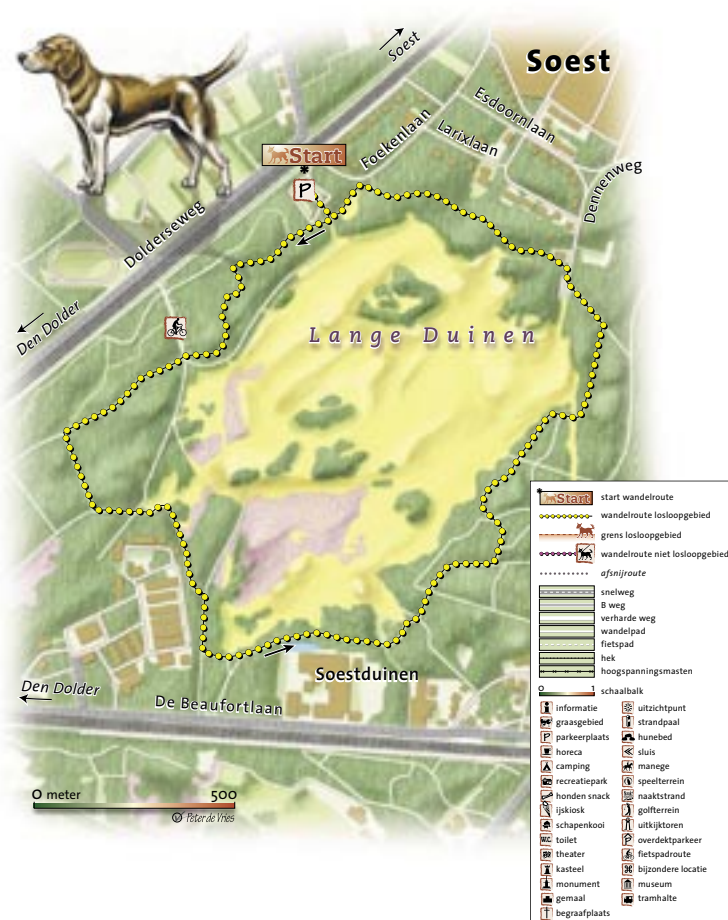 Soest
Soest
Esdoornlaan
Foekenlaan
Larixlaan
Start
P
Dennenweg
Dolderseweg
Den Dolder
Lange Duinen
Soestduinen
Den Dolder
De Beaufortlaan
0 meter 500
Peter de Vries
Start start wandelroute
wandelroute losloopgebied
grens losloopgebied
wandelroute niet losloopgebied
afsnijroute
snelweg
B weg
verharde weg
wandelpad
fietspad
hek
hoogspanningsmasten
0 1 schaalbalk
informatie
graasgebied
P parkeerplaats
horeca
camping
recreatiepark
honden snack
ijskiosk
schapenkooi
W.C. toilet
theater
kasteel
monument
gemaal
begraafplaats
uitzichtpunt
strandpaal
hunebed
sluis
manege
speelterrein
naaktstrand
golfterrein
uitkijktoren
P overdektparkeer
fietspadroute
bijzondere locatie
museum
tramhalte